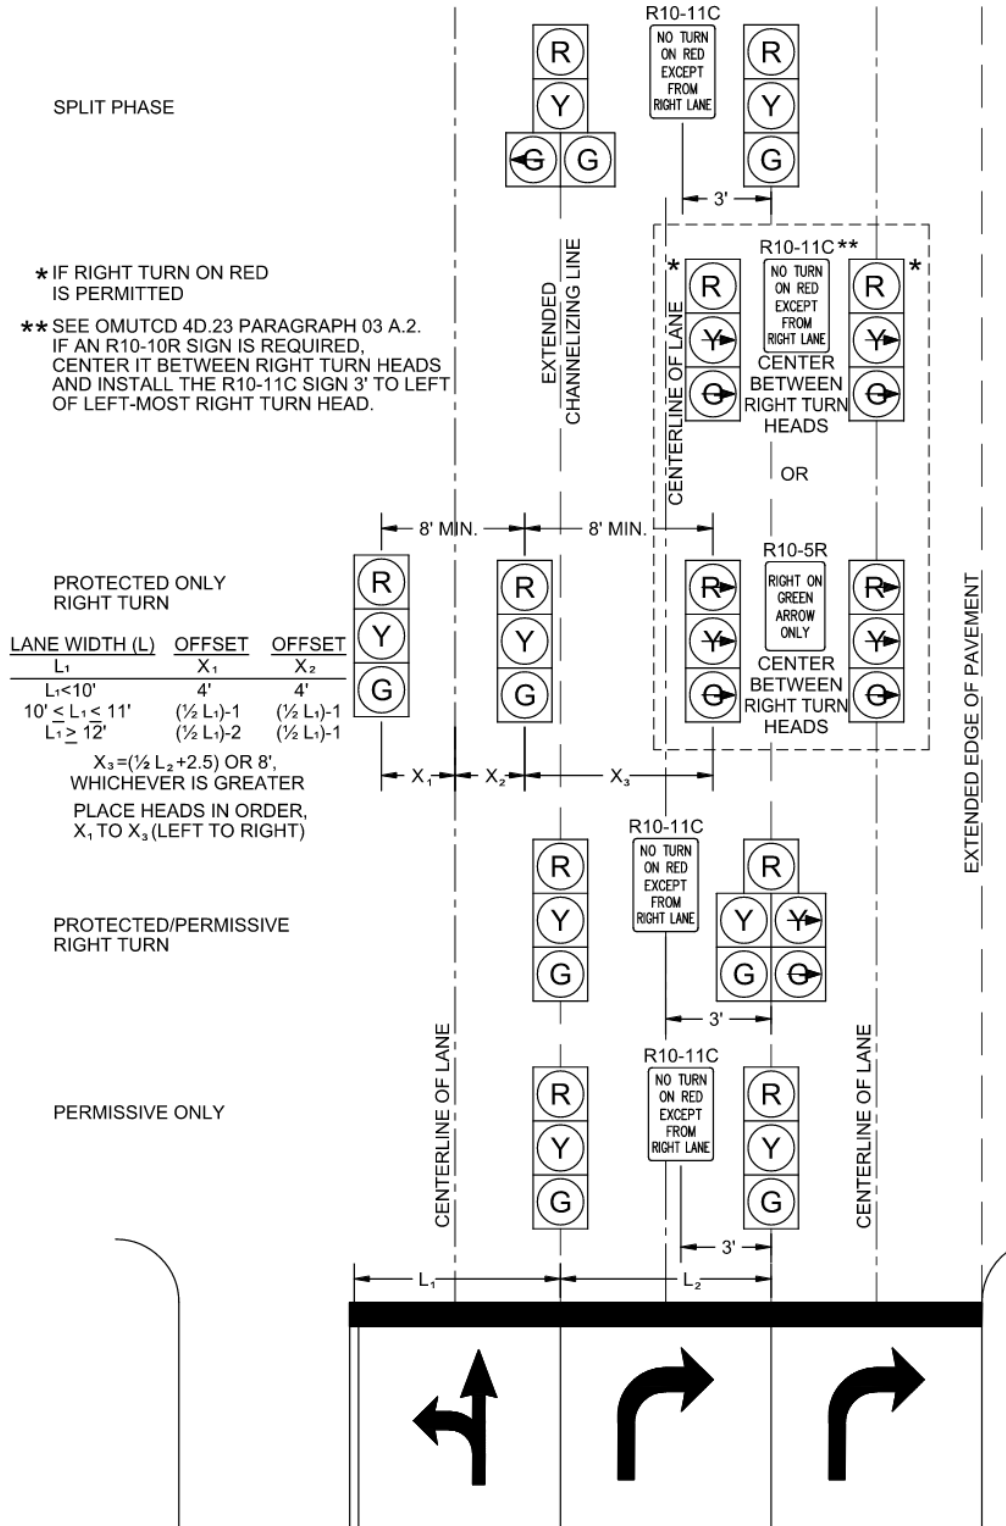 R10-11C
NO TURN
ON RED
EXCEPT
FROM
RIGHT LANE
R
Y
G G
R
Y
G
SPLIT PHASE
3'
* IF RIGHT TURN ON RED
IS PERMITTED
** SEE OMUTCD 4D.23 PARAGRAPH 03 A.2.
IF AN R10-10R SIGN IS REQUIRED,
CENTER IT BETWEEN RIGHT TURN HEADS
AND INSTALL THE R10-11C SIGN 3' TO LEFT
OF LEFT-MOST RIGHT TURN HEAD.
EXTENDED
CHANNELIZING LINE
CENTERLINE OF LANE
R10-11C**
*
R
Y
G
NO TURN
ON RED
EXCEPT
FROM
RIGHT LANE
R
Y
G
*
CENTER
BETWEEN
RIGHT TURN
HEADS
OR
8' MIN.
8' MIN.
PROTECTED ONLY
RIGHT TURN
R
Y
G
R
Y
G
R
Y
G
R10-5R
RIGHT ON
GREEN
ARROW
ONLY
R
Y
G
CENTER
BETWEEN
RIGHT TURN
HEADS
LANE WIDTH (L) OFFSET OFFSET
L₁ X₁ X₂
L₁<10' 4' 4'
10' ≤ L₁ ≤ 11' (½ L₁)-1 (½ L₁)-1
L₁ ≥ 12' (½ L₁)-2 (½ L₁)-1
X₃=(½ L₂+2.5) OR 8',
WHICHEVER IS GREATER
PLACE HEADS IN ORDER,
X₁ TO X₃ (LEFT TO RIGHT)
X₁ X₂ X₃
EXTENDED EDGE OF PAVEMENT
R10-11C
NO TURN
ON RED
EXCEPT
FROM
RIGHT LANE
R
Y
G
R
Y Y
G G
PROTECTED/PERMISSIVE
RIGHT TURN
3'
CENTERLINE OF LANE
R10-11C
NO TURN
ON RED
EXCEPT
FROM
RIGHT LANE
R
Y
G
R
Y
G
CENTERLINE OF LANE
PERMISSIVE ONLY
3'
L₁ L₂